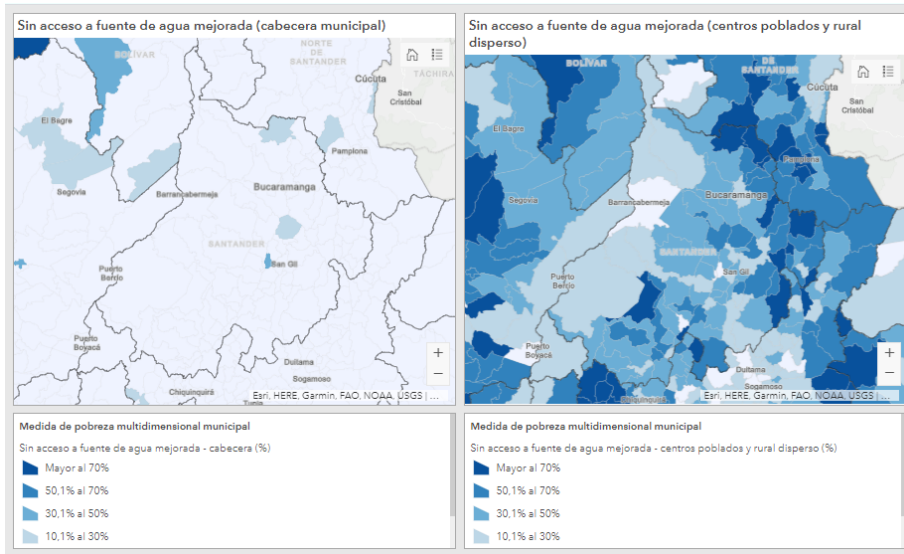 Sin acceso a fuente de agua mejorada (cabecera municipal)
BOLÍVAR
NORTE
DE
SANTANDER
Cúcuta
TÁCHIRA
San
Cristóbal
El Bagre
Pamplona
Segovia
Barrancabermeja
Bucaramanga
SANTANDER
San Gil
Puerto
Berrío
Puerto
Boyacá
Duitama
Sogamoso
Chiquinquirá
Tunja
+
−
Esri, HERE, Garmin, FAO, NOAA, USGS | ...
Medida de pobreza multidimensional municipal
Sin acceso a fuente de agua mejorada - cabecera (%)
Mayor al 70%
50,1% al 70%
30,1% al 50%
10,1% al 30%
Sin acceso a fuente de agua mejorada (centros poblados y rural
disperso)
BOLÍVAR
DE
SANTANDER
Cúcuta
San
Cristóbal
El Bagre
Pamplona
Segovia
Barrancabermeja
Bucaramanga
SANTANDER
San Gil
Puerto
Berrío
Puerto
Boyacá
Duitama
Sogamoso
Chiquinquirá
+
−
Esri, HERE, Garmin, FAO, NOAA, USGS | ...
Medida de pobreza multidimensional municipal
Sin acceso a fuente de agua mejorada - centros poblados y rural disperso (%)
Mayor al 70%
50,1% al 70%
30,1% al 50%
10,1% al 30%